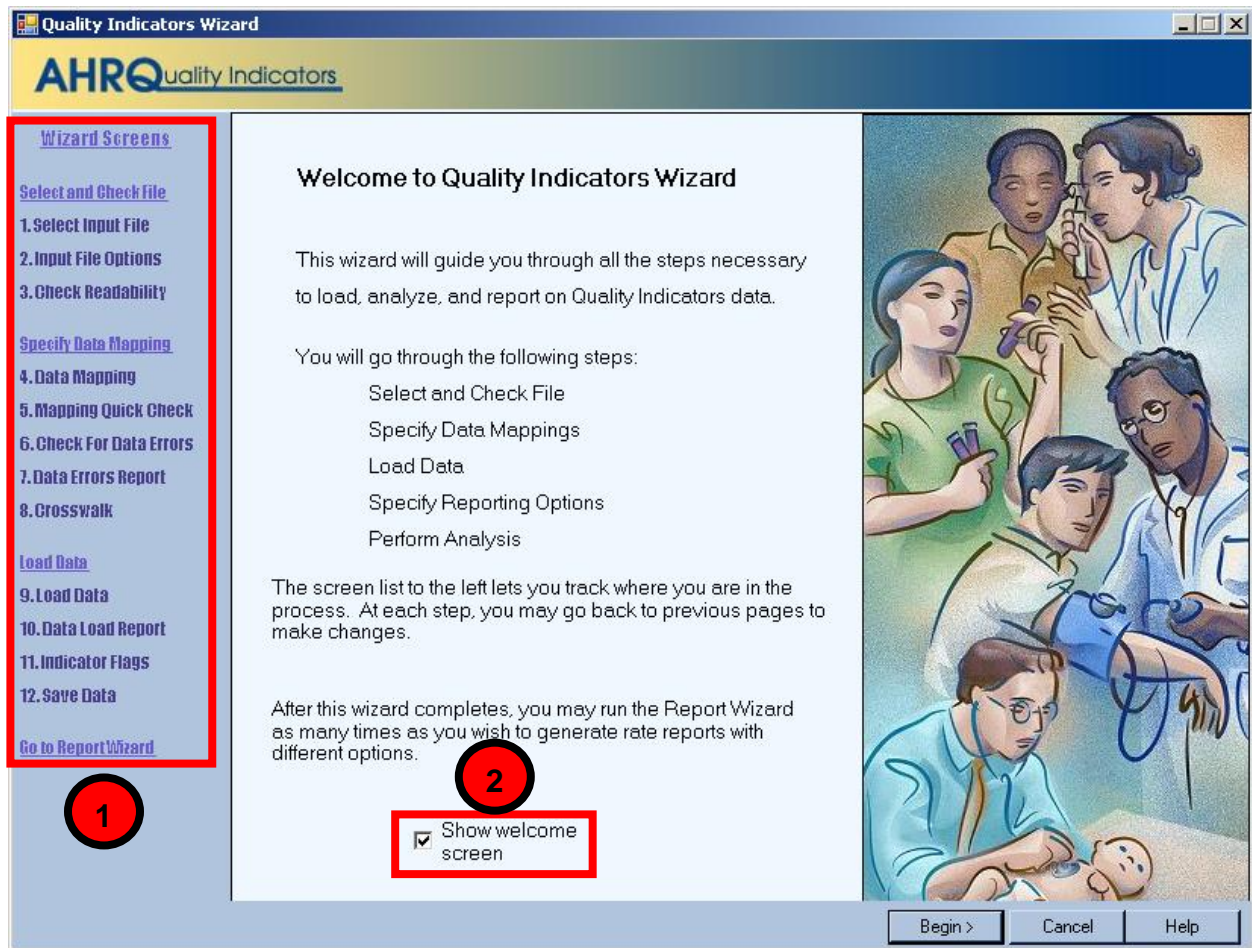 Quality Indicators Wizard
AHRQuality Indicators
Wizard Screens
Select and Check File
1. Select Input File
2. Input File Options
3. Check Readability
Specify Data Mapping
4. Data Mapping
5. Mapping Quick Check
6. Check For Data Errors
7. Data Errors Report
8. Crosswalk
Load Data
9. Load Data
10. Data Load Report
11. Indicator Flags
12. Save Data
Go to Report Wizard
1
Welcome to Quality Indicators Wizard
This wizard will guide you through all the steps necessary
to load, analyze, and report on Quality Indicators data.
You will go through the following steps:
Select and Check File
Specify Data Mappings
Load Data
Specify Reporting Options
Perform Analysis
The screen list to the left lets you track where you are in the
process. At each step, you may go back to previous pages to
make changes.
After this wizard completes, you may run the Report Wizard
as many times as you wish to generate rate reports with
different options.
2
Show welcome
screen
Begin >
Cancel
Help